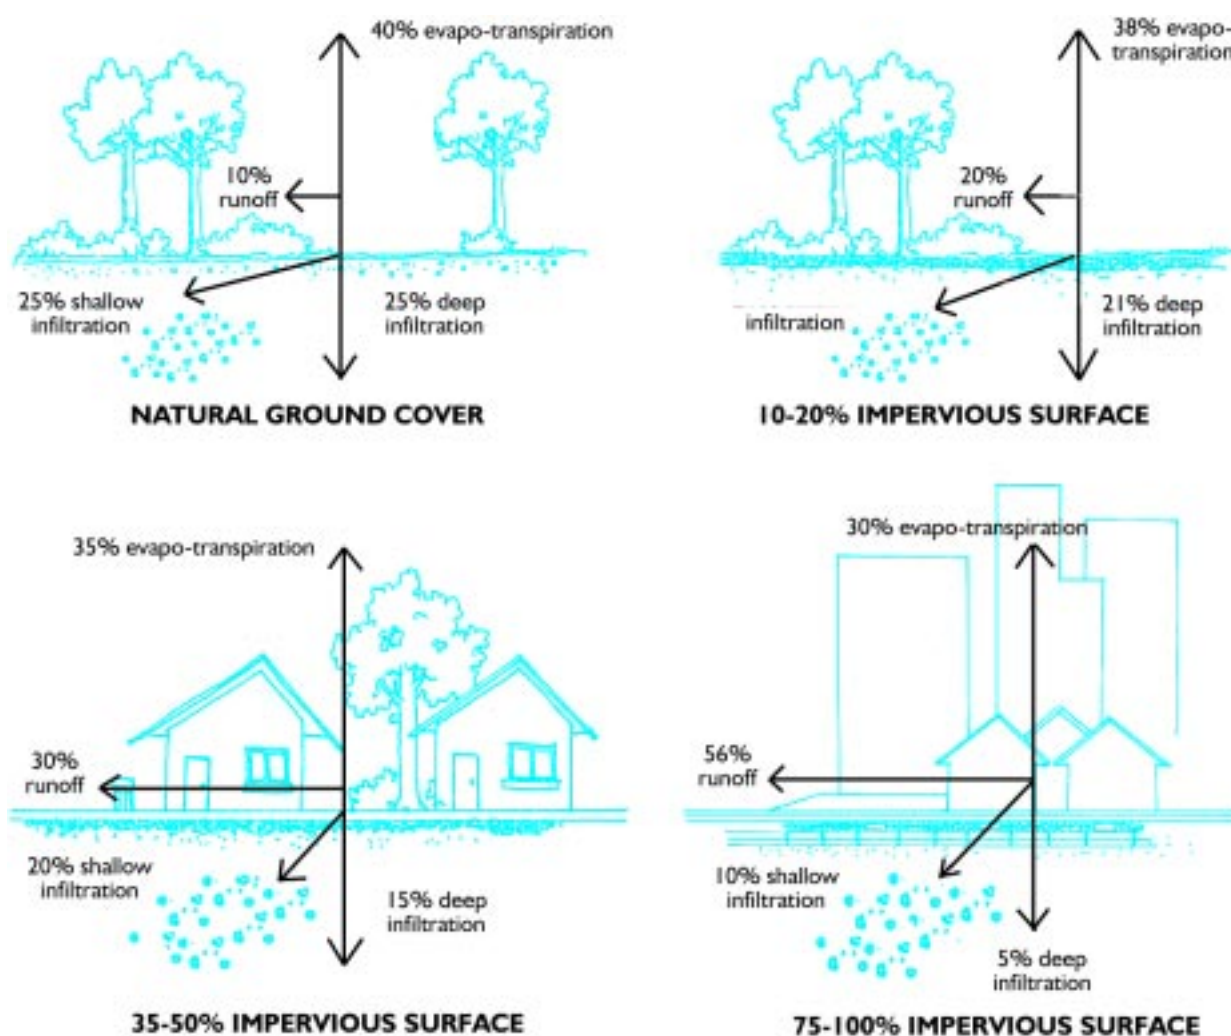 40% evapo-transpiration
10%
runoff
25% shallow
infiltration
25% deep
infiltration
NATURAL GROUND COVER
38% evapo-
transpiration
20%
runoff
infiltration
21% deep
infiltration
10-20% IMPERVIOUS SURFACE
35% evapo-transpiration
30%
runoff
20% shallow
infiltration
15% deep
infiltration
35-50% IMPERVIOUS SURFACE
30% evapo-transpiration
56%
runoff
10% shallow
infiltration
5% deep
infiltration
75-100% IMPERVIOUS SURFACE